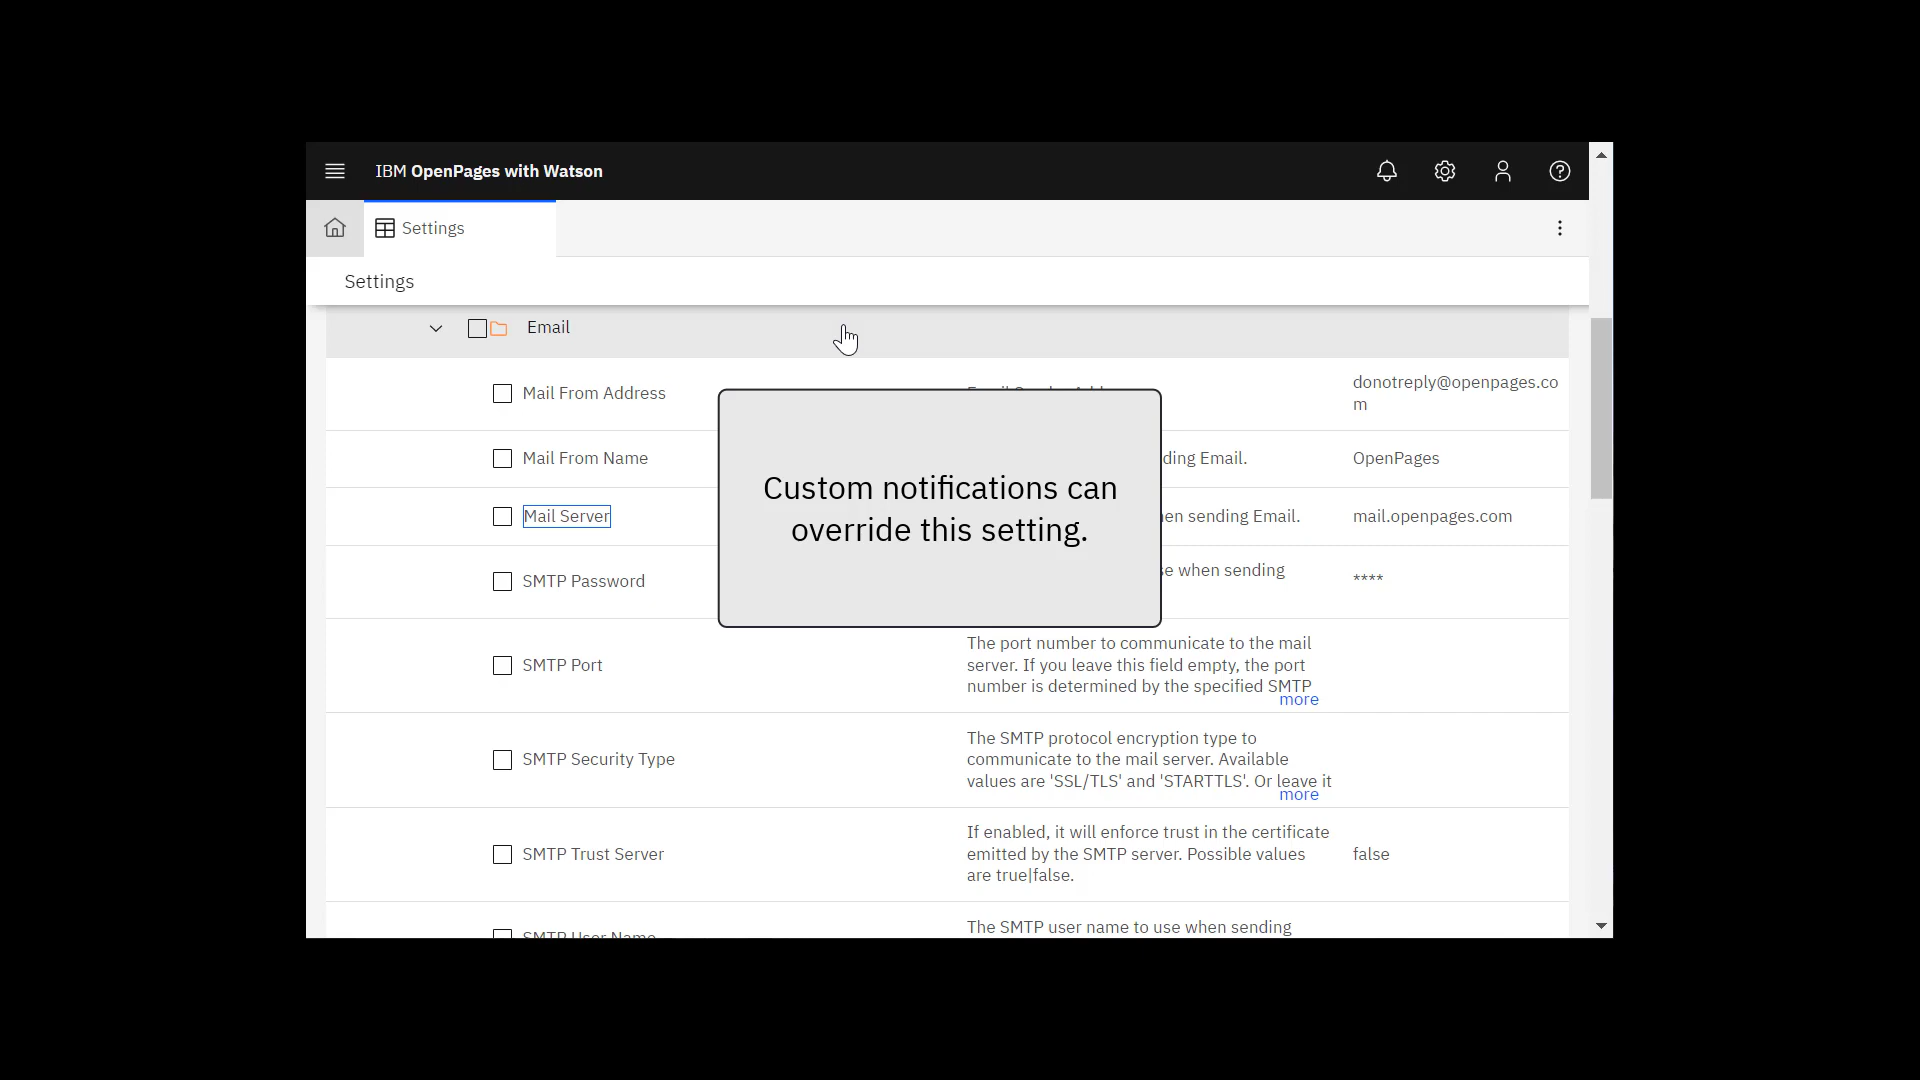 IBM OpenPages with Watson
Settings
Settings
Email
Mail From Address
donotreply@openpages.co
m
Mail From Name
ding Email.
OpenPages
Mail Server
en sending Email.
mail.openpages.com
SMTP Password
e when sending
****
Custom notifications can
override this setting.
SMTP Port
The port number to communicate to the mail
server. If you leave this field empty, the port
number is determined by the specified SMTP
more
SMTP Security Type
The SMTP protocol encryption type to
communicate to the mail server. Available
values are 'SSL/TLS' and 'STARTTLS'. Or leave it
more
SMTP Trust Server
If enabled, it will enforce trust in the certificate
emitted by the SMTP server. Possible values
are true|false.
false
SMTP User Name
The SMTP user name to use when sending